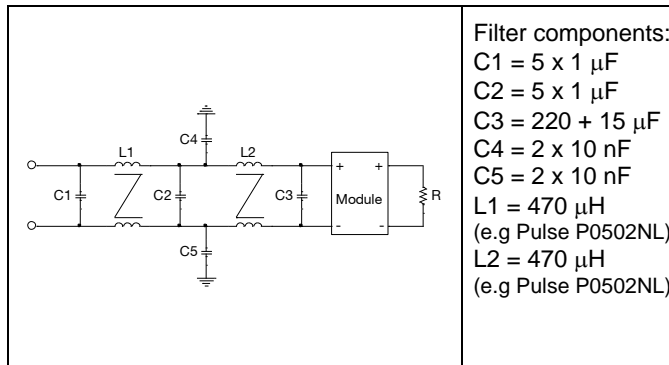 C4
L1
L2
+
+
C1
C2
C3
Module
R
-
-
C5
Filter components:
C1 = 5 x 1 μF
C2 = 5 x 1 μF
C3 = 220 + 15 μF
C4 = 2 x 10 nF
C5 = 2 x 10 nF
L1 = 470 μH
(e.g Pulse P0502NL)
L2 = 470 μH
(e.g Pulse P0502NL)